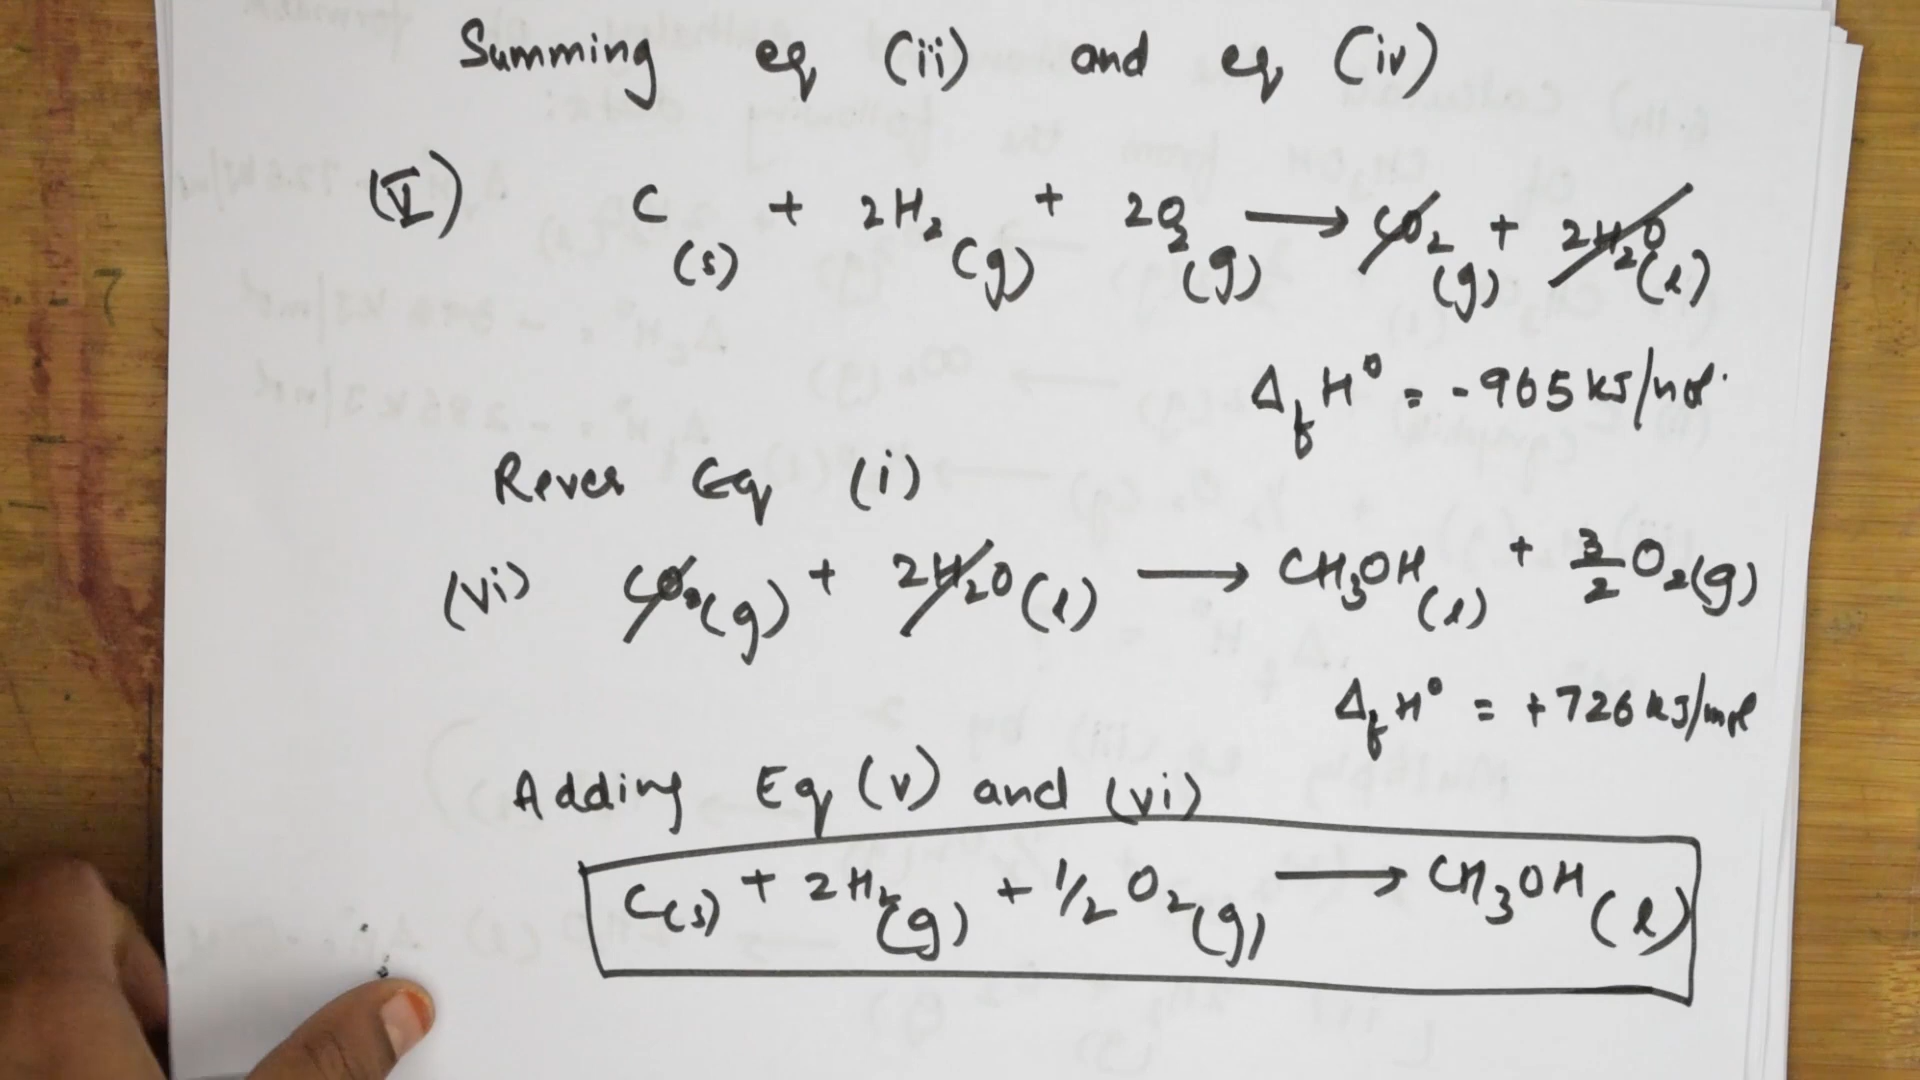 Summing eq (ii) and eq (iv)
(V) C(s) + 2H2(g) + 2O2(g) → CO2(g) + 2H2O(l)
ΔfH° = -965 kJ/mol.
Revers Eq (i)
(vi) CO2(g) + 2H2O(l) → CH3OH(l) + 3/2 O2(g)
ΔfH° = +726 kJ/mol
Adding Eq (v) and (vi)
C(s) + 2H2(g) + 1/2 O2(g) → CH3OH(l)